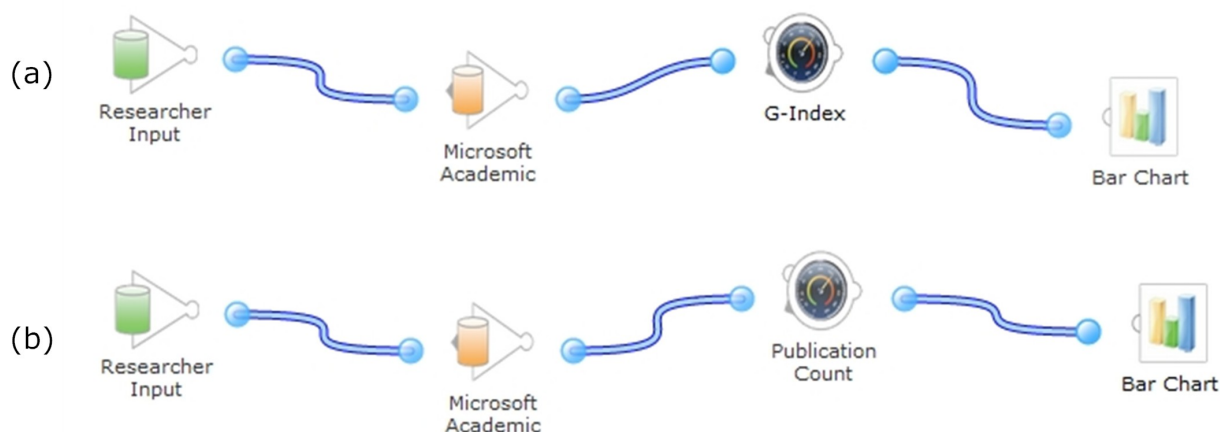 (a)
Researcher
Input
Microsoft
Academic
G-Index
Bar Chart
(b)
Researcher
Input
Microsoft
Academic
Publication
Count
Bar Chart